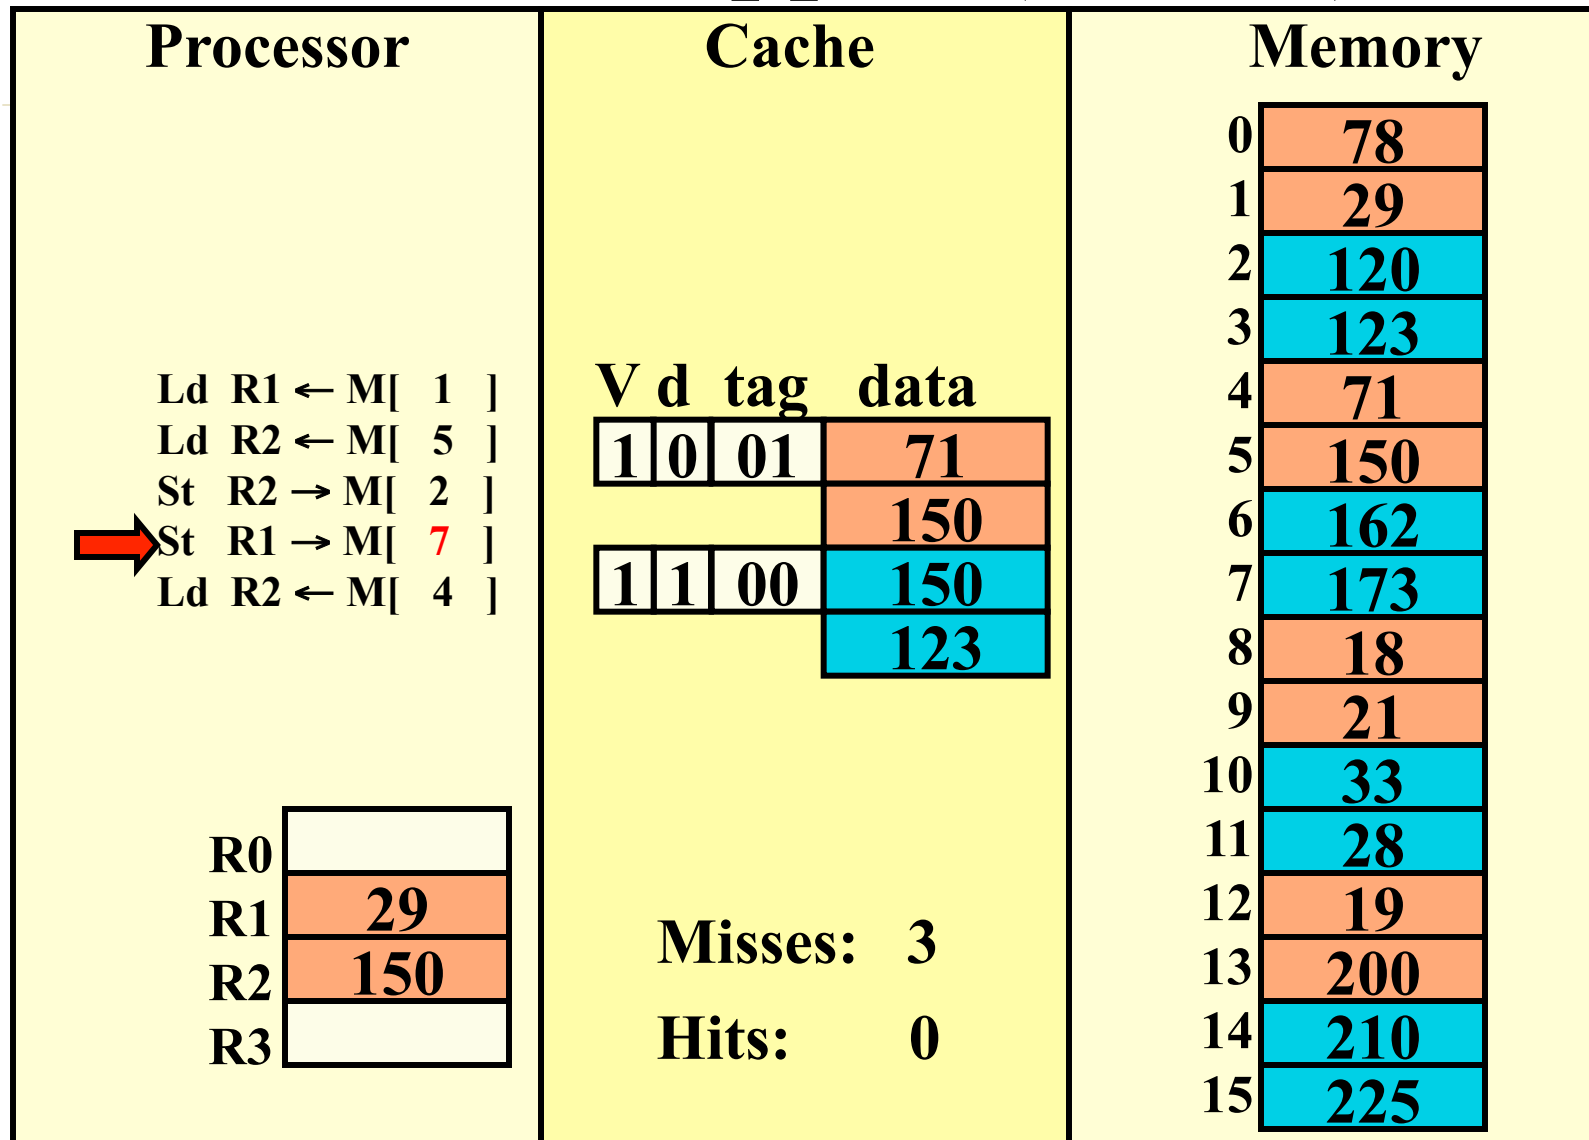 Processor
Ld R1 ← M[ 1 ]
Ld R2 ← M[ 5 ]
St R2 → M[ 2 ]
St R1 → M[ 7 ]
Ld R2 ← M[ 4 ]
R0
R1 29
R2 150
R3
Cache
V d tag data
1 0 01 71
150
1 1 00 150
123
Misses: 3
Hits: 0
Memory
0 78
1 29
2 120
3 123
4 71
5 150
6 162
7 173
8 18
9 21
10 33
11 28
12 19
13 200
14 210
15 225